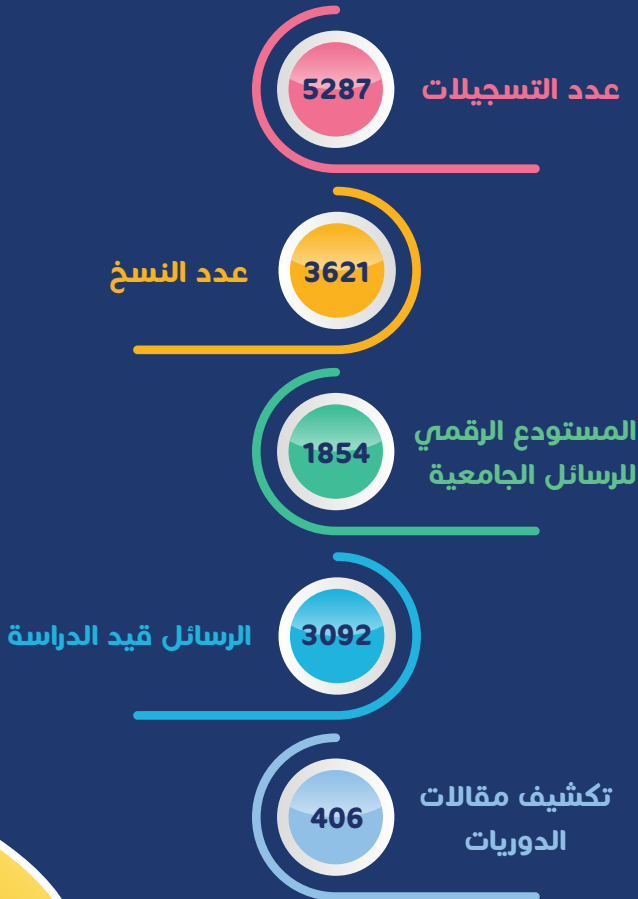 عدد التسجيلات
5287
عدد النسخ
3621
المستودع الرقمي
للرسائل الجامعية
1854
الرسائل قيد الدراسة
3092
تكشيف مقالات
الدوريات
406